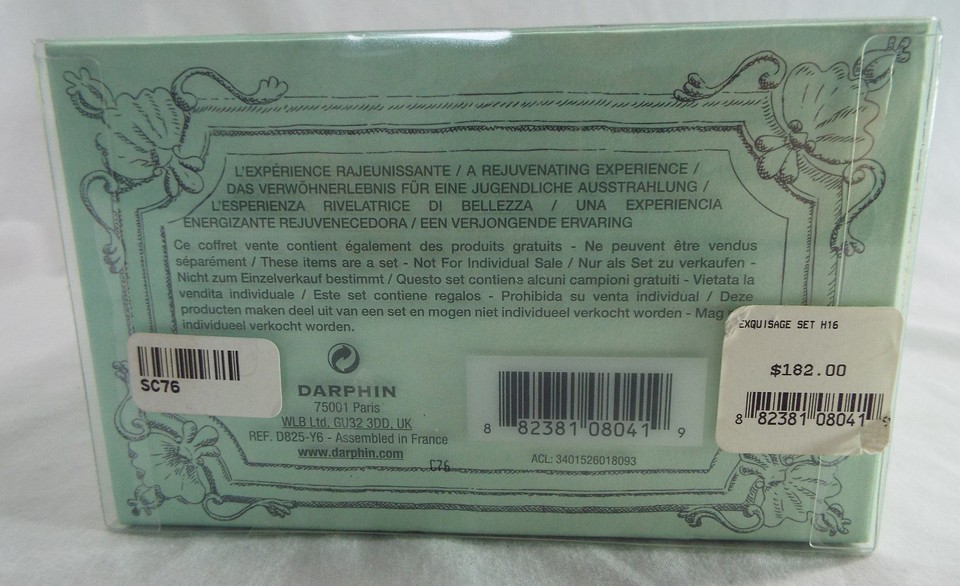 L'EXPÉRIENCE RAJEUNISSANTE / A REJUVENATING EXPERIENCE /
DAS VERWÖHNERLEBNIS FÜR EINE JUGENDLICHE AUSSTRAHLUNG /
L'ESPERIENZA RIVELATRICE DI BELLEZZA / UNA EXPERIENCIA
ENERGIZANTE REJUVENECEDORA / EEN VERJONGENDE ERVARING
Ce coffret vente contient également des produits gratuits - Ne peuvent être vendus
séparément / These items are a set - Not For Individual Sale / Nur als Set zu verkaufen -
Nicht zum Einzelverkauf bestimmt / Questo set contiene alcuni campioni gratuiti - Vietata la
vendita individuale / Este set contiene regalos - Prohibida su venta individual / Deze
producten maken deel uit van een set en mogen niet individueel verkocht worden - Mag
individueel verkocht worden.
SC76
DARPHIN
75001 Paris
WLB Ltd, GU32 3DD, UK
REF. D825-Y6 - Assembled in France
www.darphin.com
C76
8 82381 08041 9
ACL: 3401526018093
EXQUISAGE SET H16
$182.00
8 82381 08041